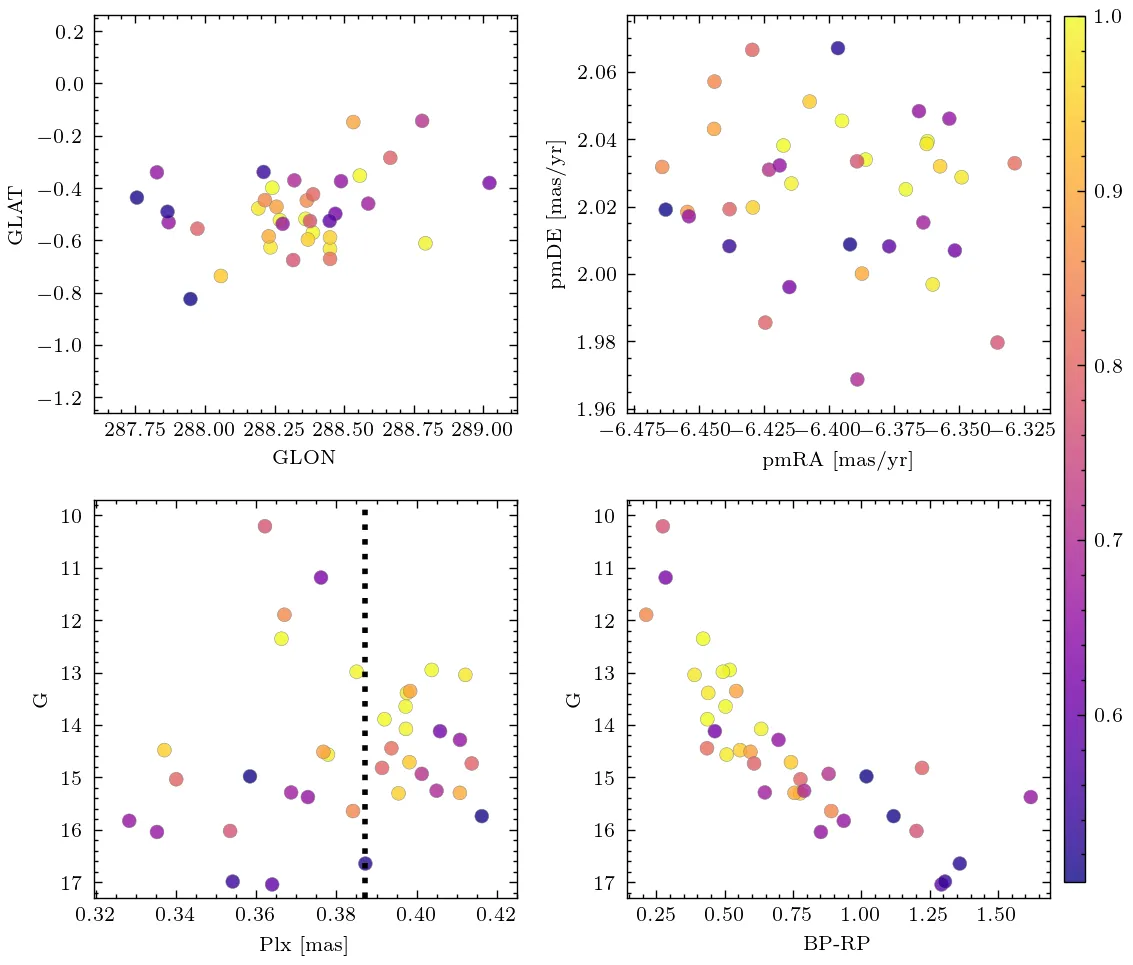 0.2
0.0
−0.2
−0.4
−0.6
−0.8
−1.0
−1.2
GLAT
287.75 288.00 288.25 288.50 288.75 289.00
GLON
2.06
2.04
2.02
2.00
1.98
1.96
pmDE [mas/yr]
−6.475 −6.450 −6.425 −6.400 −6.375 −6.350 −6.325
pmRA [mas/yr]
1.0
0.9
0.8
0.7
0.6
10
11
12
13
14
15
16
17
G
0.32 0.34 0.36 0.38 0.40 0.42
Plx [mas]
10
11
12
13
14
15
16
17
G
0.25 0.50 0.75 1.00 1.25 1.50
BP-RP